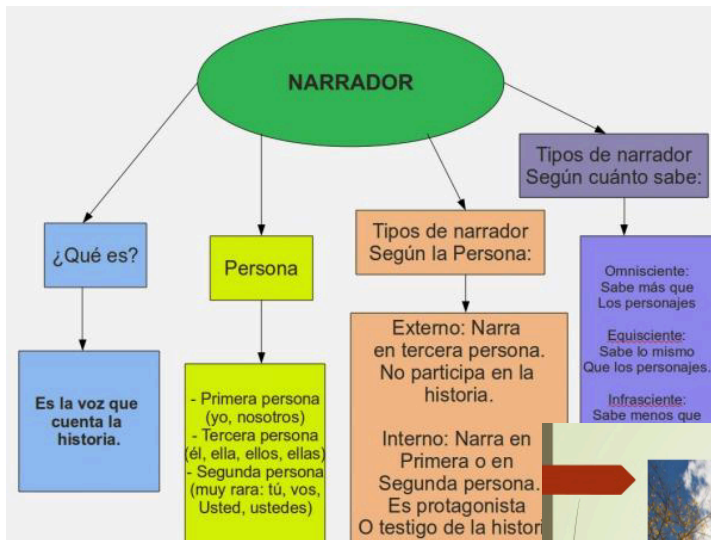 NARRADOR
¿Qué es?
Es la voz que
cuenta la
historia.
Persona
- Primera persona
(yo, nosotros)
- Tercera persona
(él, ella, ellos, ellas)
- Segunda persona
(muy rara: tú, vos,
Usted, ustedes)
Tipos de narrador
Según la Persona:
Externo: Narra
en tercera persona.
No participa en la
historia.
Interno: Narra en
Primera o en
Segunda persona.
Es protagonista
O testigo de la histori
Tipos de narrador
Según cuánto sabe:
Omnisciente:
Sabe más que
Los personajes
Equisciente:
Sabe lo mismo
Que los personajes.
Infrasciente:
Sabe menos que